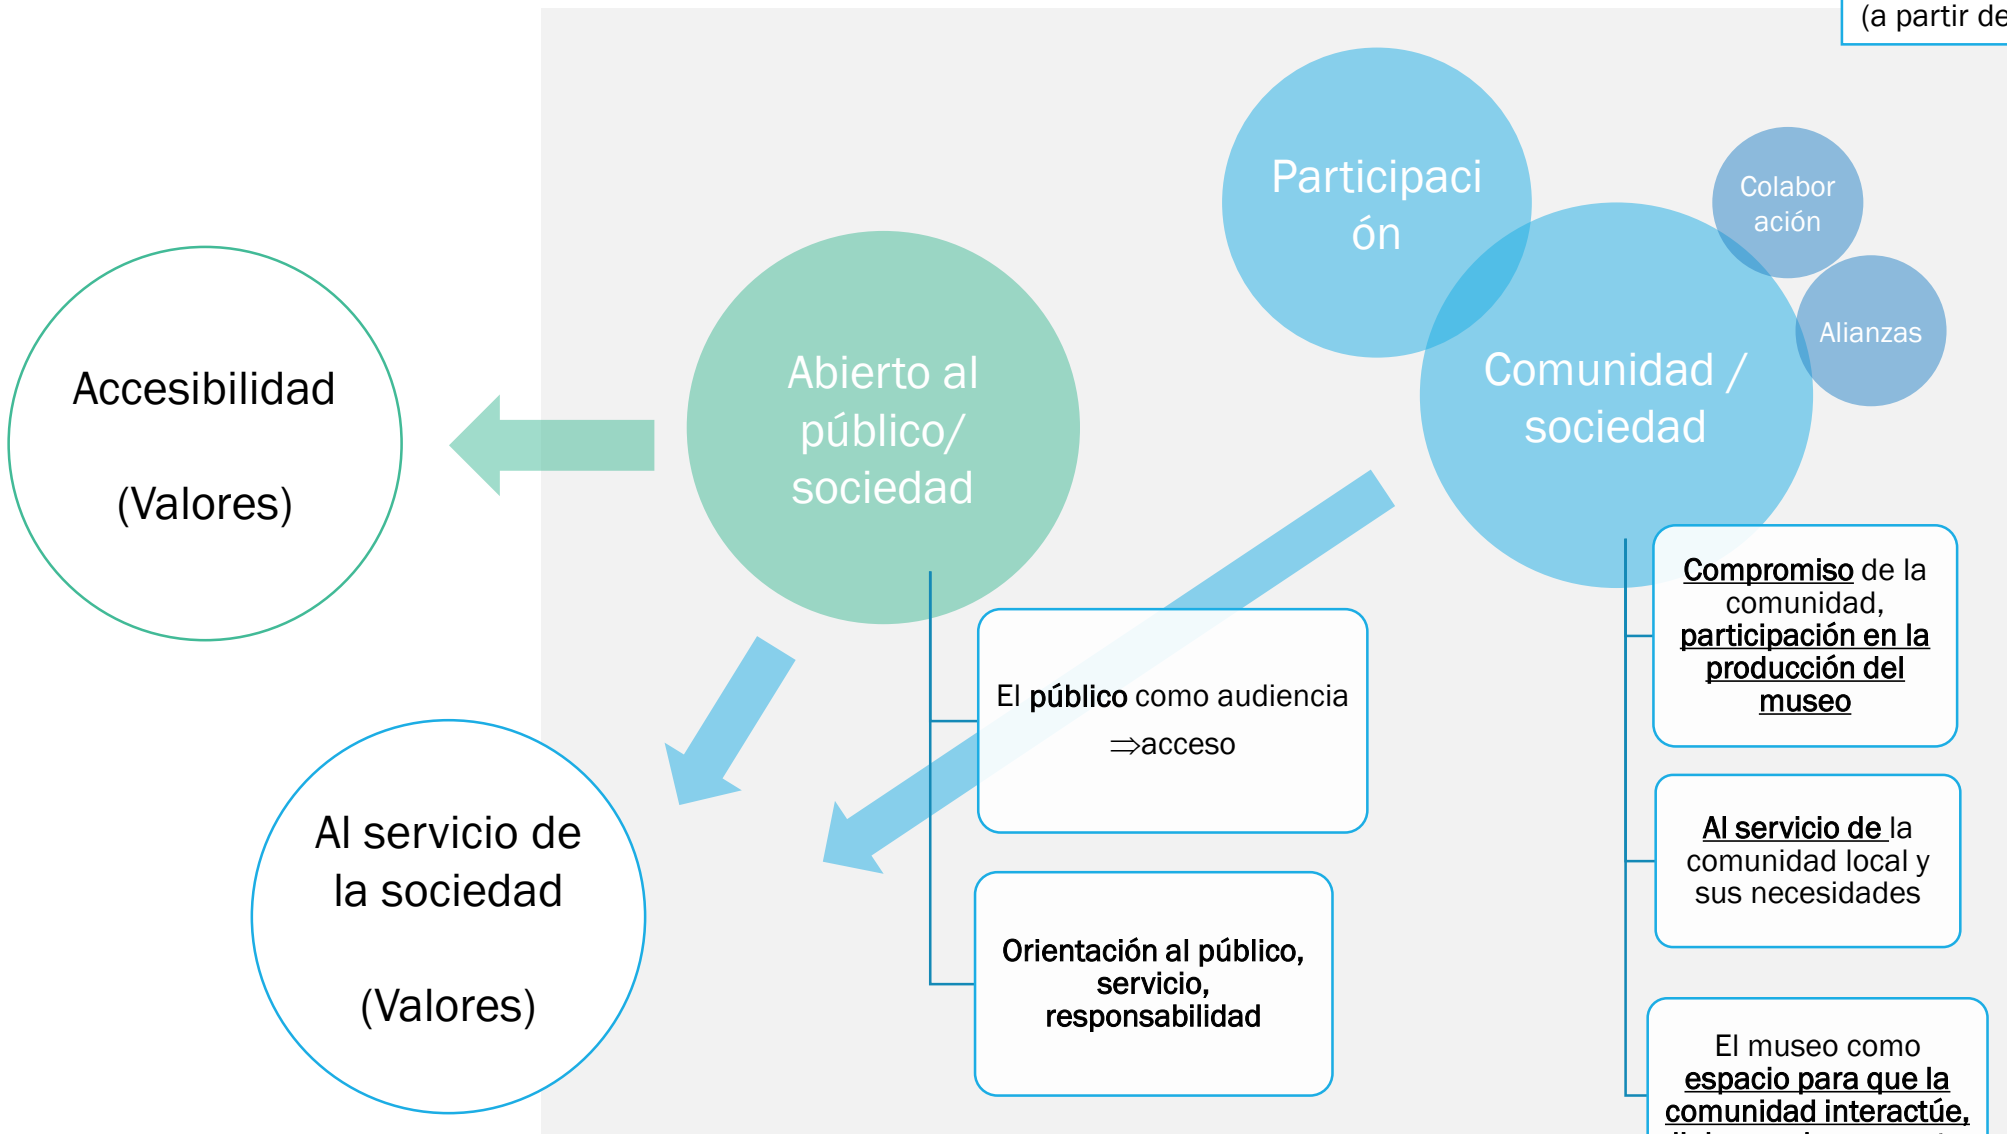 (a partir de
Participaci
ón
Colabor
ación
Alianzas
Comunidad /
sociedad
Abierto al
público/
sociedad
Accesibilidad
(Valores)
Al servicio de
la sociedad
(Valores)
El público como audiencia
⇒acceso
Orientación al público,
servicio,
responsabilidad
Compromiso de la
comunidad,
participación en la
producción del
museo
Al servicio de la
comunidad local y
sus necesidades
El museo como
espacio para que la
comunidad interactúe,